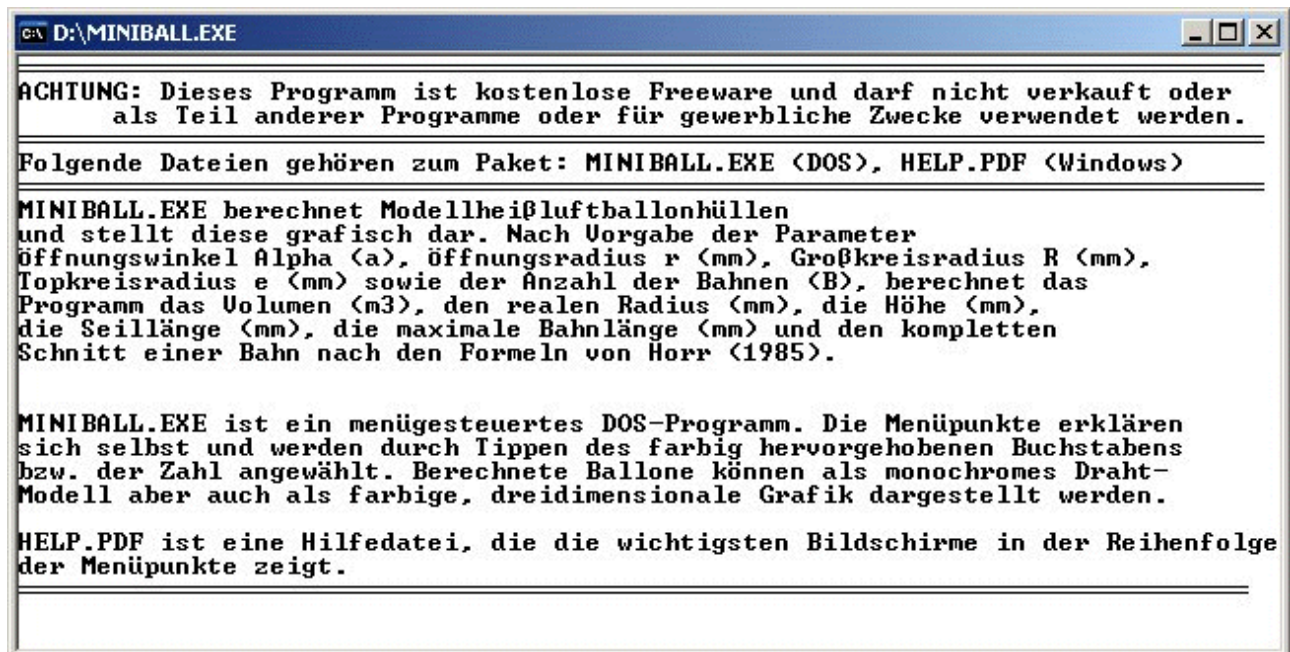 D:\MINIBALL.EXE
ACHTUNG: Dieses Programm ist kostenlose Freeware und darf nicht verkauft oder
als Teil anderer Programme oder für gewerbliche Zwecke verwendet werden.
Folgende Dateien gehören zum Paket: MINIBALL.EXE (DOS), HELP.PDF (Windows)
MINIBALL.EXE berechnet Modellheißluftballonhüllen
und stellt diese grafisch dar. Nach Vorgabe der Parameter
Öffnungswinkel Alpha (a), Öffnungsradius r (mm), Großkreisradius R (mm),
Topkreisradius e (mm) sowie der Anzahl der Bahnen (B), berechnet das
Programm das Volumen (m3), den realen Radius (mm), die Höhe (mm),
die Seillänge (mm), die maximale Bahnlänge (mm) und den kompletten
Schnitt einer Bahn nach den Formeln von Horr (1985).
MINIBALL.EXE ist ein menügesteuertes DOS-Programm. Die Menüpunkte erklären
sich selbst und werden durch Tippen des farbig hervorgehobenen Buchstabens
bzw. der Zahl angewählt. Berechnete Ballone können als monochromes Draht-
Modell aber auch als farbige, dreidimensionale Grafik dargestellt werden.
HELP.PDF ist eine Hilfedatei, die die wichtigsten Bildschirme in der Reihenfolge
der Menüpunkte zeigt.